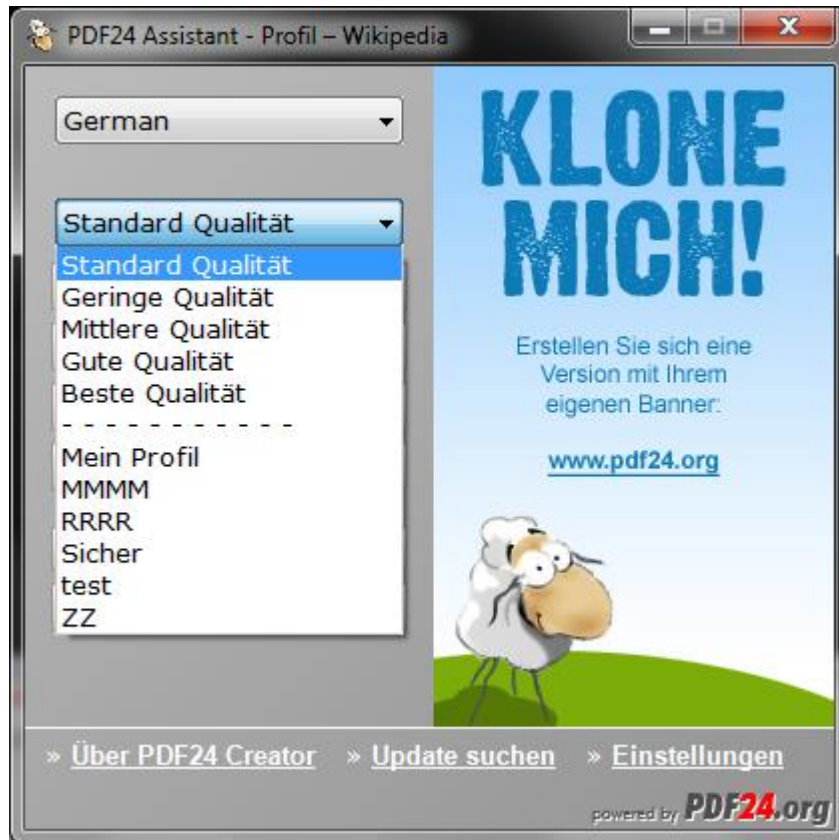 PDF24 Assistant - Profil – Wikipedia
German
Standard Qualität
Standard Qualität
Geringe Qualität
Mittlere Qualität
Gute Qualität
Beste Qualität
- - - - - - - - - - -
Mein Profil
MMMM
RRRR
Sicher
test
ZZ
KLONE
MICH!
Erstellen Sie sich eine
Version mit Ihrem
eigenen Banner:
www.pdf24.org
» Über PDF24 Creator » Update suchen » Einstellungen
powered by PDF24.org